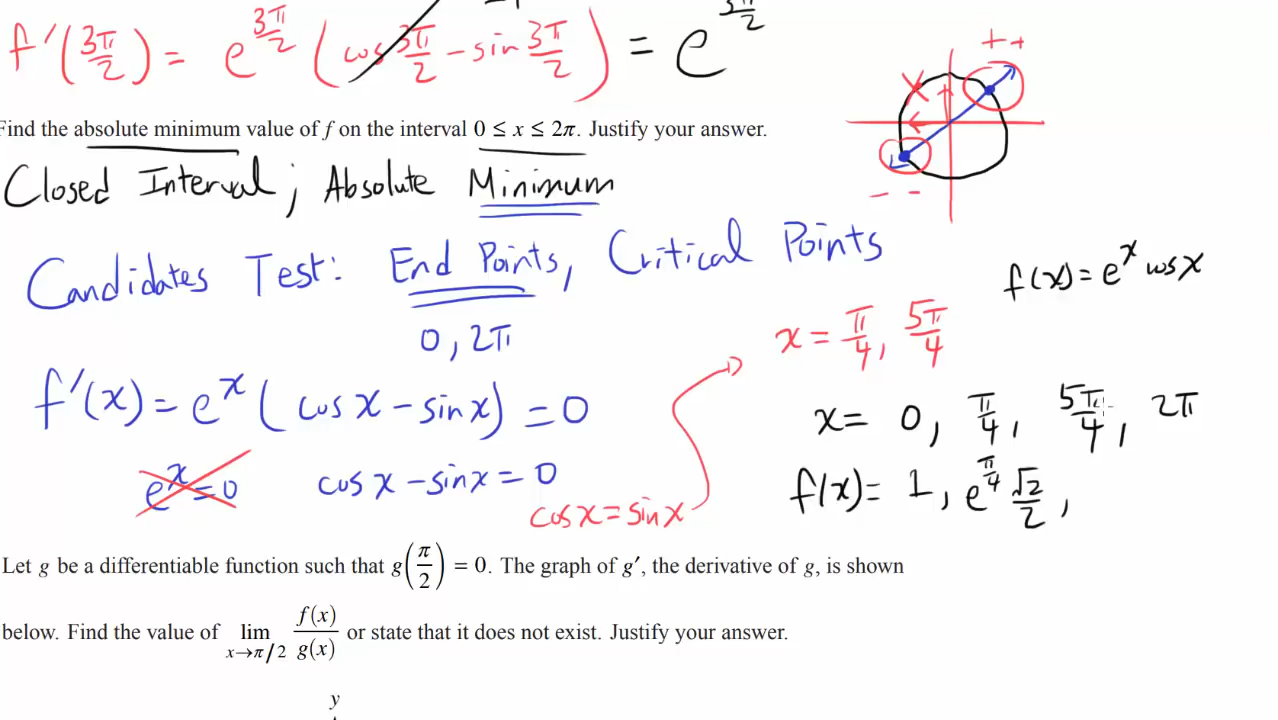 f'(3π/2) = e^(3π/2) (cos 3π/2 − sin 3π/2) = e^(3π/2)
+ +
Find the absolute minimum value of f on the interval 0 ≤ x ≤ 2π. Justify your answer.
Closed Interval; Absolute Minimum
− −
Candidates Test: End Points, Critical Points
f(x) = e^x cos x
0, 2π
x = π/4, 5π/4
f'(x) = e^x (cos x − sin x) = 0
x = 0, π/4, 5π/4, 2π
e^x = 0 cos x − sin x = 0
f(x) = 1, e^(π/4) √2/2,
cos x = sin x
Let g be a differentiable function such that g(π/2) = 0. The graph of g′, the derivative of g, is shown
below. Find the value of lim x→π/2 f(x)/g(x) or state that it does not exist. Justify your answer.
y